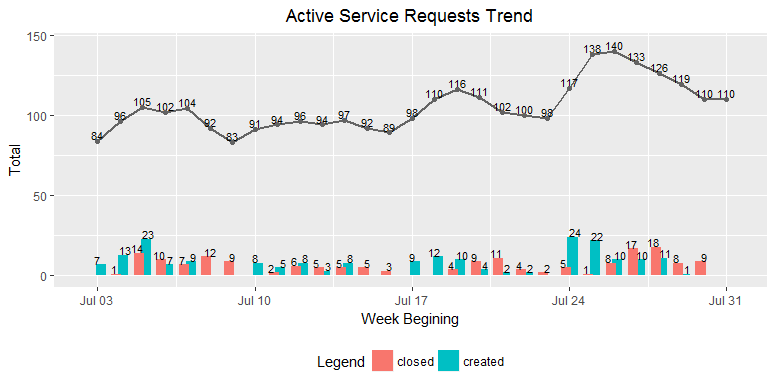 Active Service Requests Trend
150
100
50
0
Total
84 96 105 102 104 92 83 91 94 96 94 97 92 89 98 110 116 111 102 100 98 117 138 140 133 126 119 110 110
7 1 13 14 23 10 7 7 9 12 9 8 2 5 6 8 5 3 5 8 5 3 9 12 4 10 9 4 11 2 4 2 2 5 24 1 22 8 10 17 10 18 11 8 1 9
Jul 03 Jul 10 Jul 17 Jul 24 Jul 31
Week Begining
Legend closed created